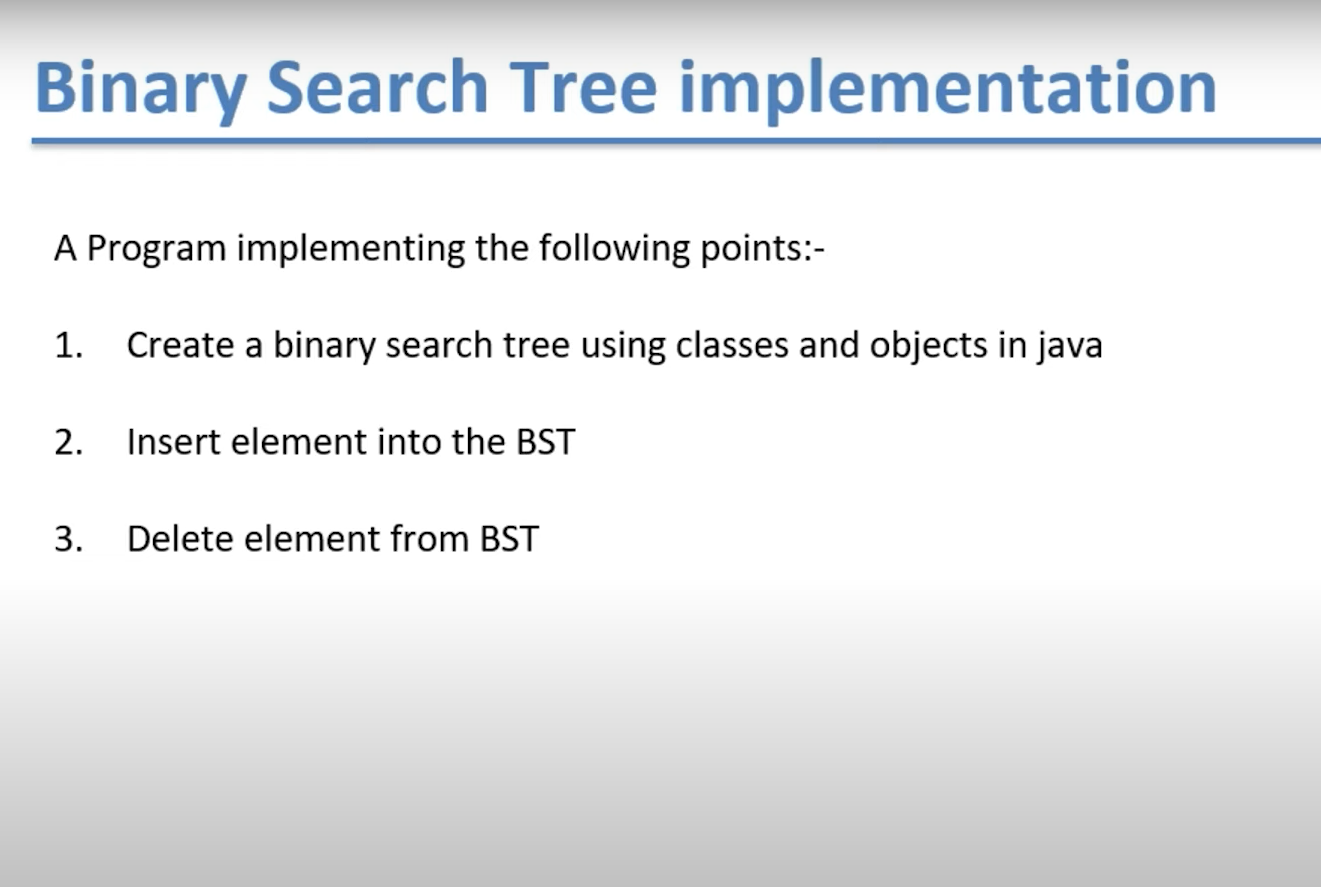 Binary Search Tree implementation
A Program implementing the following points:-
1. Create a binary search tree using classes and objects in java
2. Insert element into the BST
3. Delete element from BST